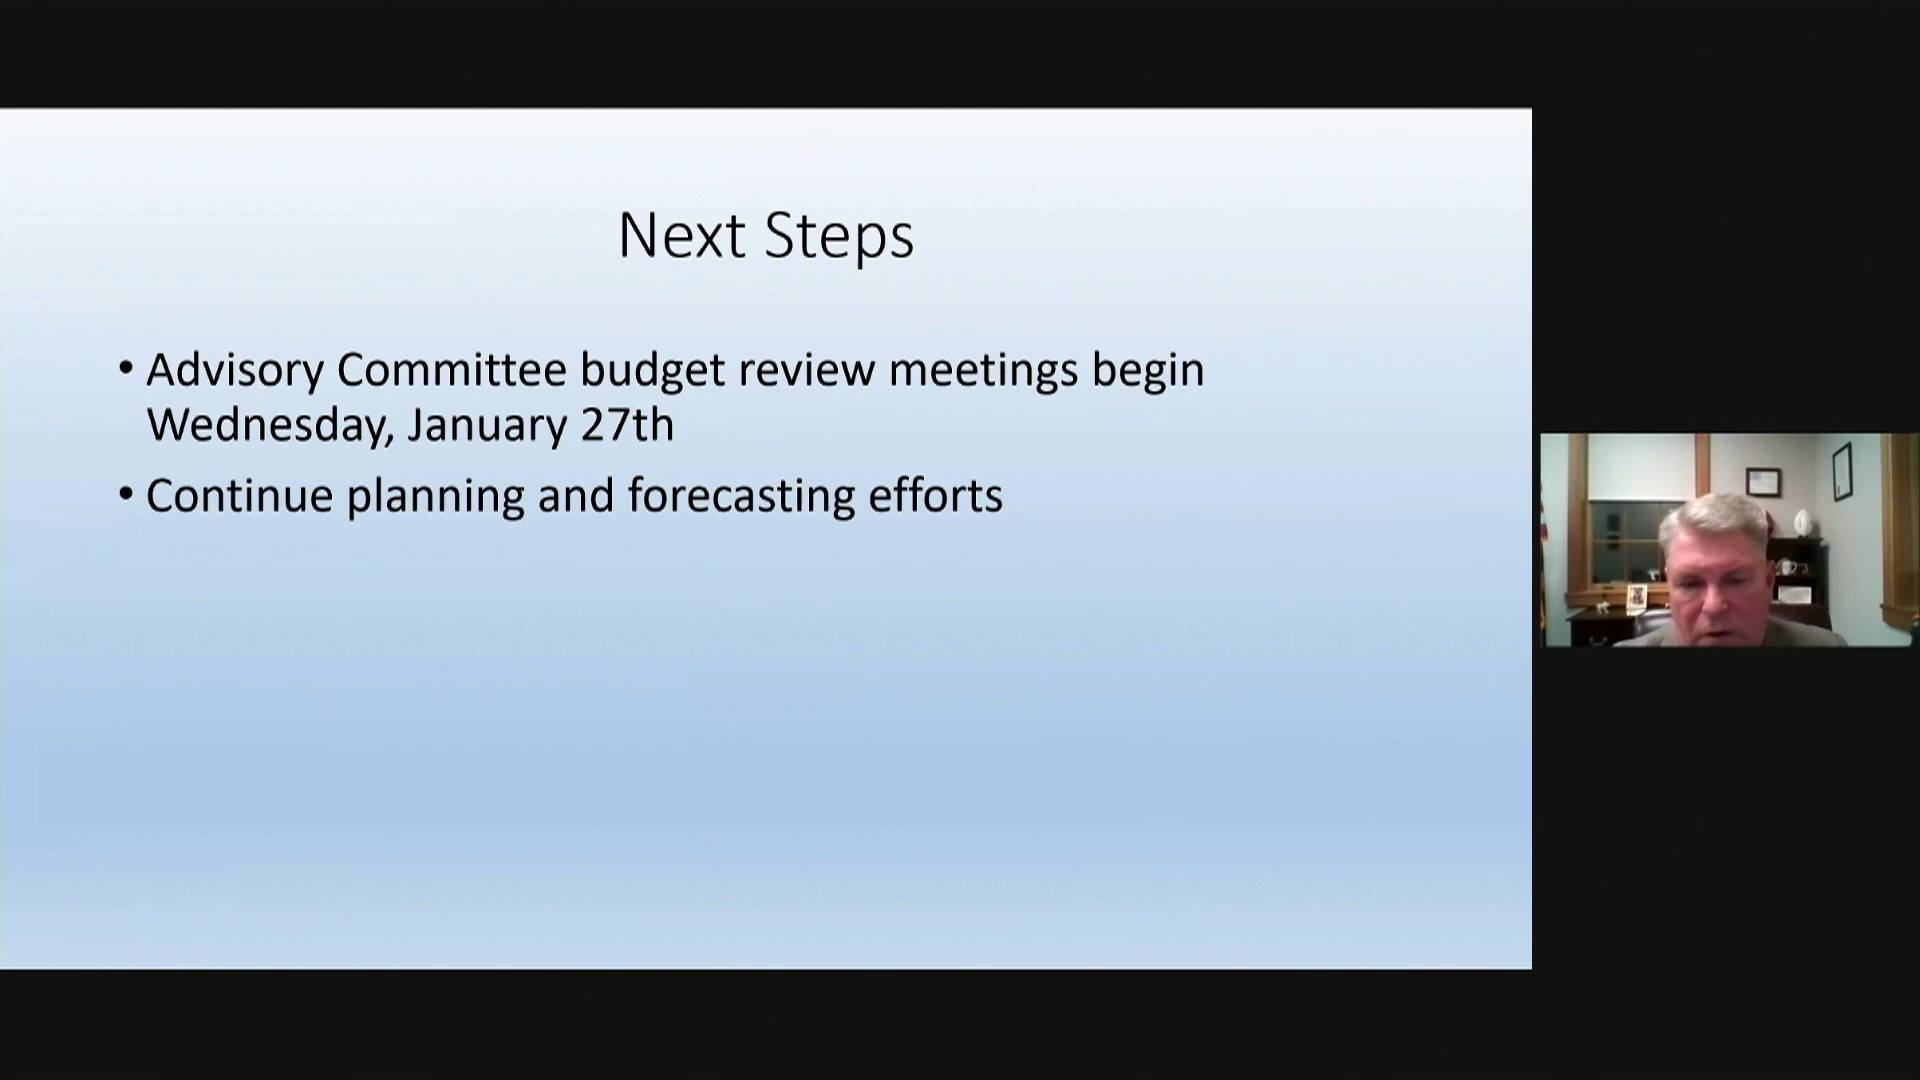 Next Steps
• Advisory Committee budget review meetings begin
Wednesday, January 27th
• Continue planning and forecasting efforts